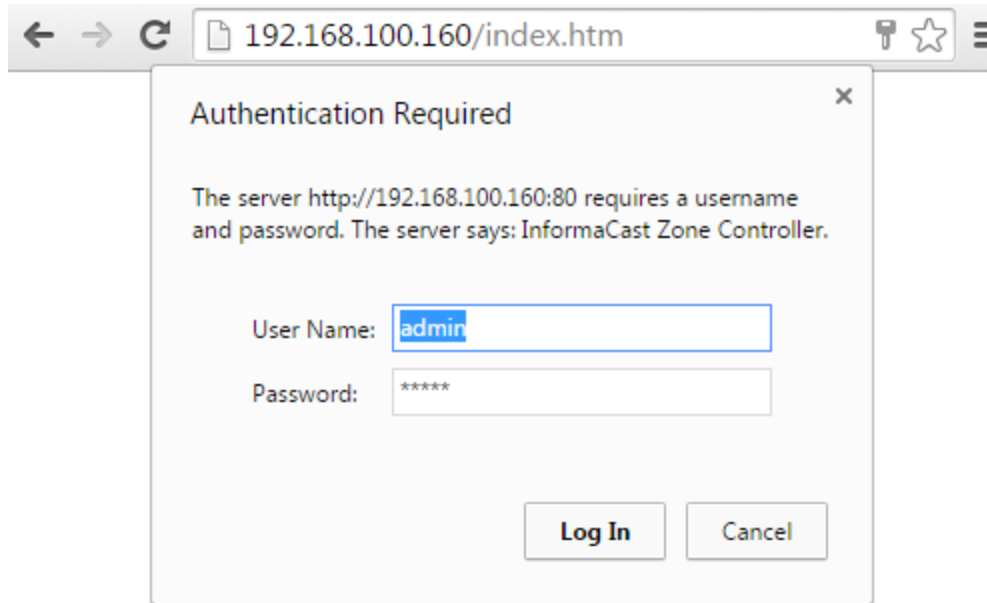 192.168.100.160/index.htm
Authentication Required
The server http://192.168.100.160:80 requires a username
and password. The server says: InformaCast Zone Controller.
User Name: admin
Password: *****
Log In Cancel